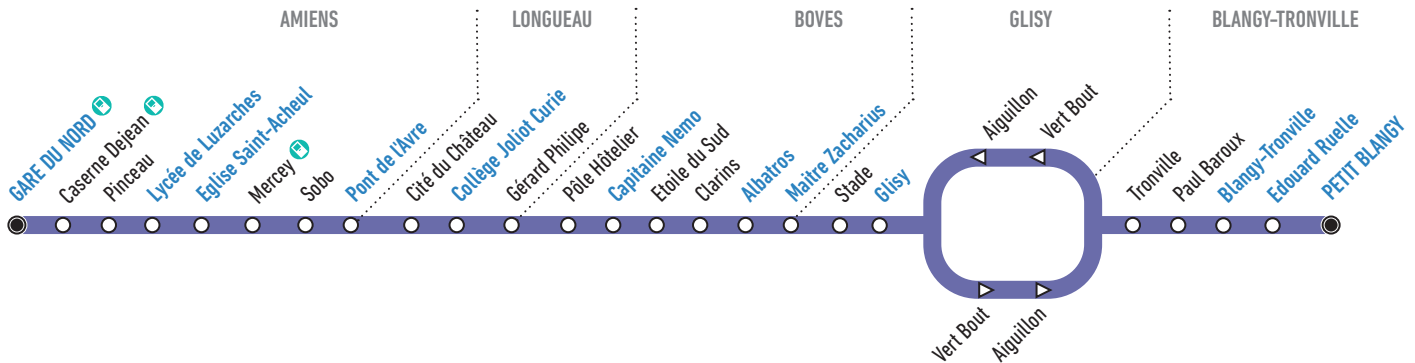 AMIENS
LONGUEAU
BOVES
GLISY
BLANGY-TRONVILLE
GARE DU NORD
Caserne Dejean
Pinceau
Lycée de Luzarches
Eglise Saint-Acheul
Mercey
Sobo
Pont de l'Avre
Cité du Château
Collège Joliot Curie
Gérard Philipe
Pôle Hôtelier
Capitaine Nemo
Etoile du Sud
Clarins
Albatros
Maitre Zacharius
Stade
Glisy
Aiguillon
Vert Bout
Vert Bout
Aiguillon
Tronville
Paul Baroux
Blangy-Tronville
Edouard Ruelle
PETIT BLANGY